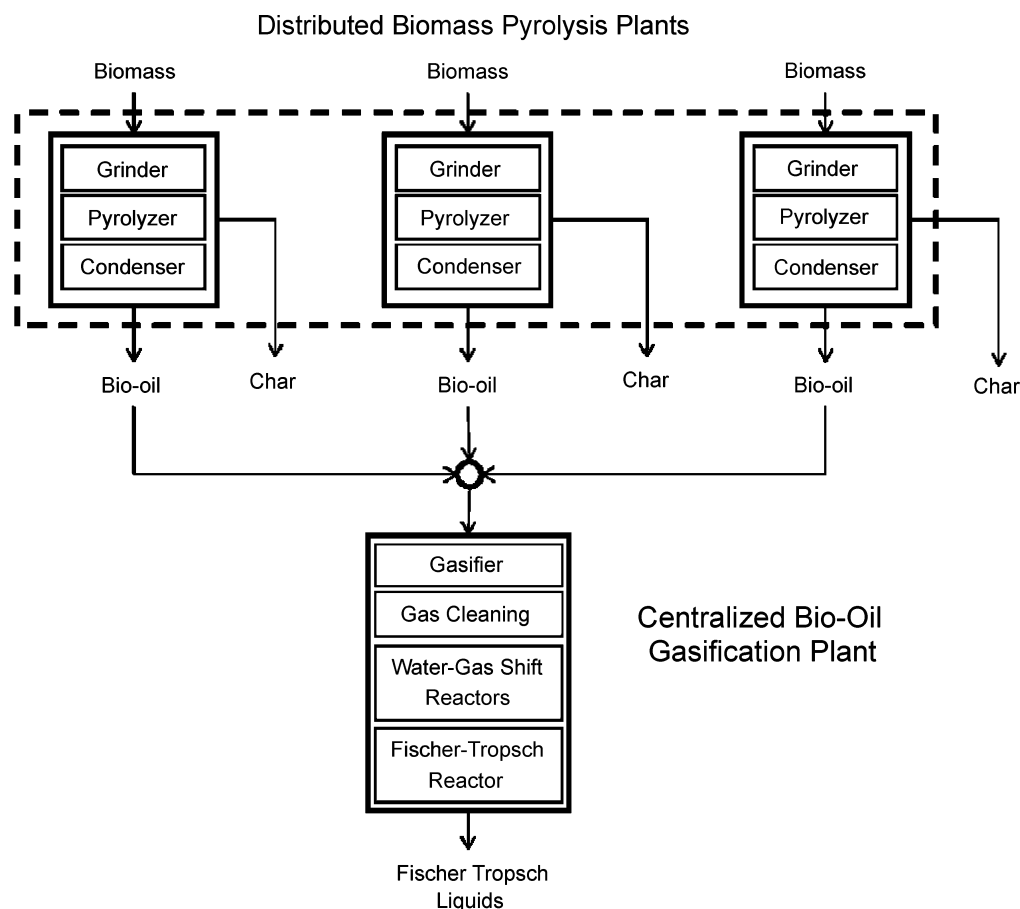 Distributed Biomass Pyrolysis Plants
Biomass
Biomass
Biomass
Grinder
Pyrolyzer
Condenser
Grinder
Pyrolyzer
Condenser
Grinder
Pyrolyzer
Condenser
Bio-oil
Char
Bio-oil
Char
Bio-oil
Char
Gasifier
Gas Cleaning
Water-Gas Shift
Reactors
Fischer-Tropsch
Reactor
Centralized Bio-Oil
Gasification Plant
Fischer Tropsch
Liquids